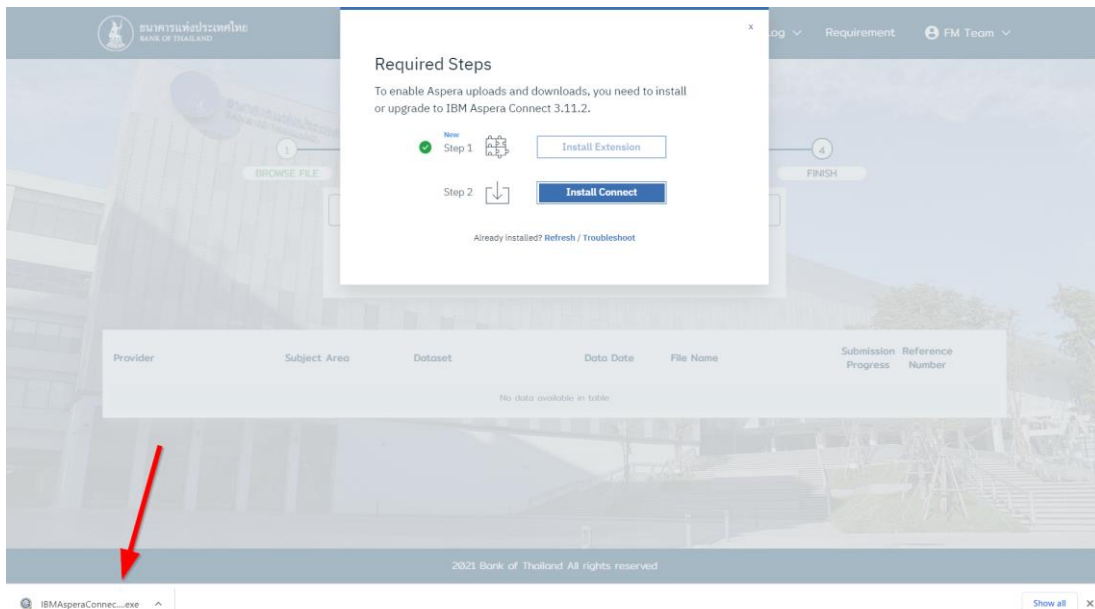 ธนาคารแห่งประเทศไทย
BANK OF THAILAND
Log
Requirement
FM Team
x
Required Steps
To enable Aspera uploads and downloads, you need to install
or upgrade to IBM Aspera Connect 3.11.2.
New
Step 1
Install Extension
Step 2
Install Connect
Already installed? Refresh / Troubleshoot
1
BROWSE FILE
4
FINISH
Provider
Subject Area
Dataset
Data Date
File Name
Submission Progress
Reference Number
No data available in table
2021 Bank of Thailand All rights reserved
IBMAsperaConnec....exe
Show all
X